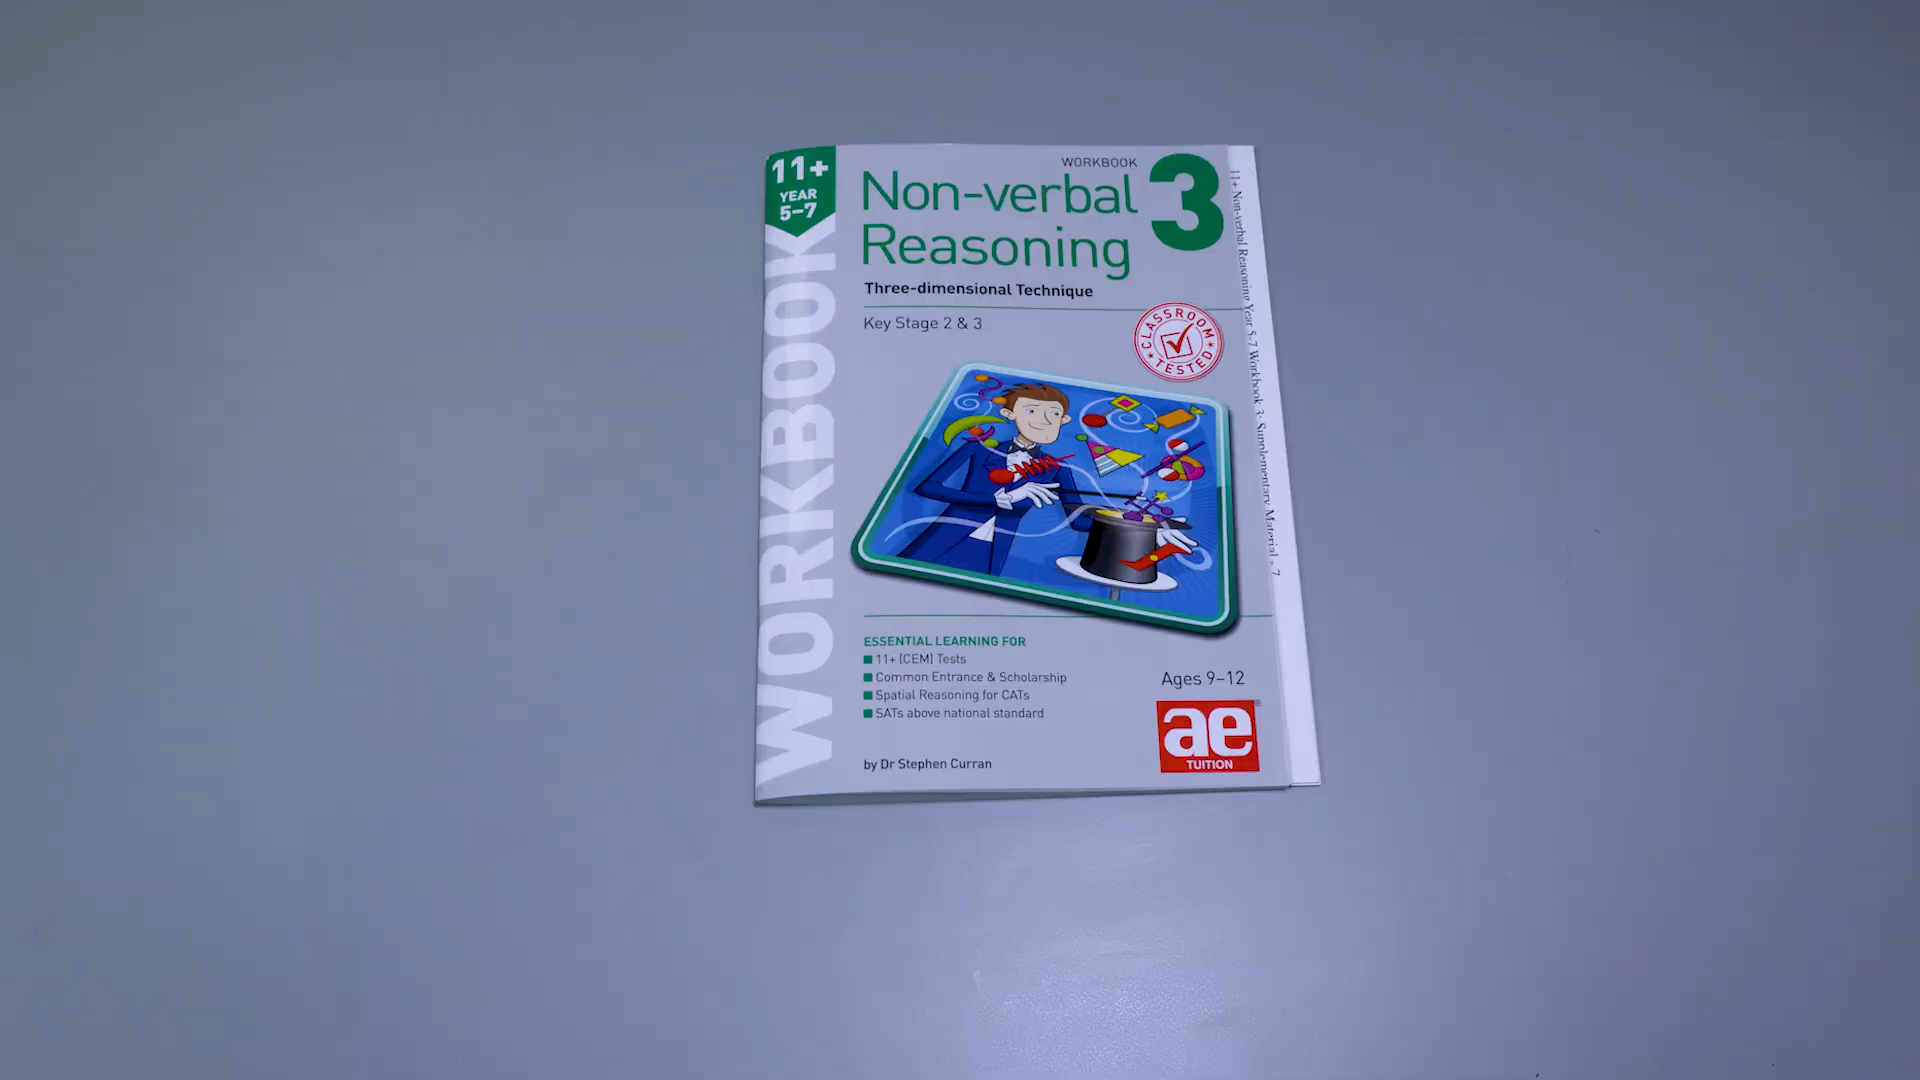 11+
YEAR
5–7
WORKBOOK
WORKBOOK
3
Non-verbal
Reasoning
Three-dimensional Technique
Key Stage 2 & 3
CLASSROOM
TESTED
ESSENTIAL LEARNING FOR
11+ (CEM) Tests
Common Entrance & Scholarship
Spatial Reasoning for CATs
SATs above national standard
Ages 9–12
by Dr Stephen Curran
ae
®
TUITION
11+ Non-verbal Reasoning Year 5-7 Workbook 3: Supplementary Material - 7